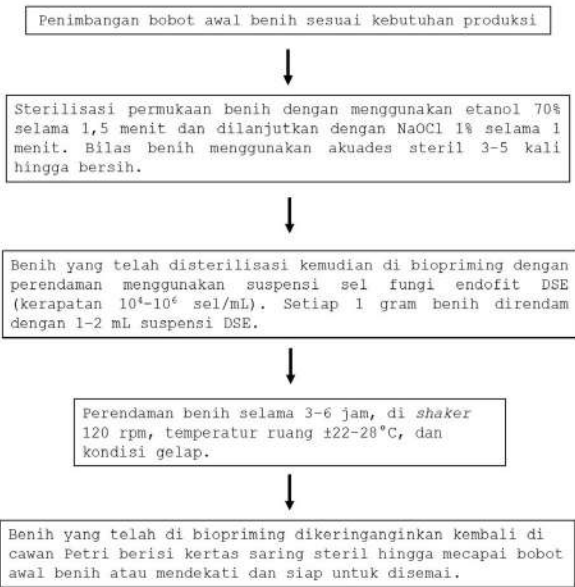 Penimbangan bobot awal benih sesuai kebutuhan produksi
Sterilisasi permukaan benih dengan menggunakan etanol 70%
selama 1,5 menit dan dilanjutkan dengan NaOCl 1% selama 1
menit. Bilas benih menggunakan akuades steril 3-5 kali
hingga bersih.
Benih yang telah disterilisasi kemudian di biopriming dengan
perendaman menggunakan suspensi sel fungi endofit DSE
(kerapatan 10⁴-10⁶ sel/mL). Setiap 1 gram benih direndam
dengan 1-2 mL suspensi DSE.
Perendaman benih selama 3-6 jam, di shaker
120 rpm, temperatur ruang ±22-28°C, dan
kondisi gelap.
Benih yang telah di biopriming dikeringanginkan kembali di
cawan Petri berisi kertas saring steril hingga mecapai bobot
awal benih atau mendekati dan siap untuk disemai.